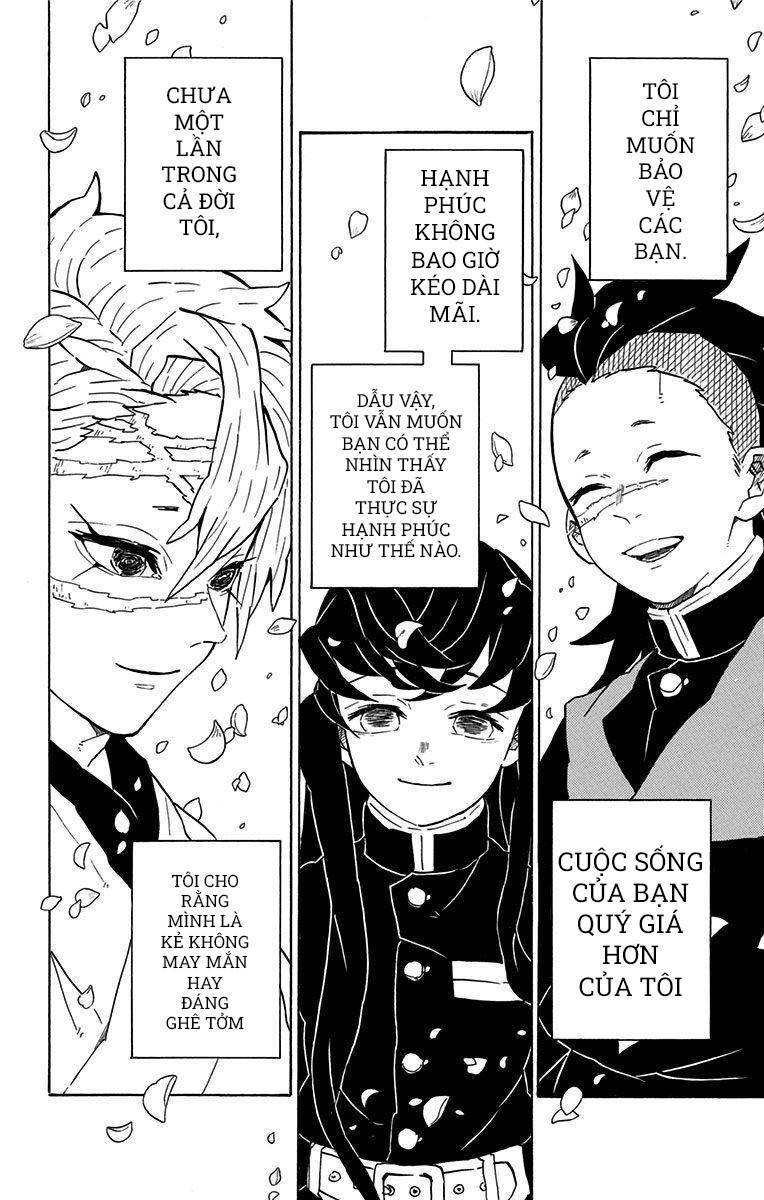 TÔI
CHỈ
MUỐN
BẢO
VỆ
CÁC
BẠN.
CUỘC SỐNG
CỦA BẠN
QUÝ GIÁ
HƠN
CỦA TÔI
HẠNH
PHÚC
KHÔNG
BAO GIỜ
KÉO DÀI
MÃI.
DẪU VẬY,
TÔI VẪN MUỐN
BẠN CÓ THỂ
NHÌN THẤY
TÔI ĐÃ
THỰC SỰ
HẠNH PHÚC
NHƯ THẾ NÀO.
CHƯA
MỘT
LẦN
TRONG
CẢ ĐỜI
TÔI,
TÔI CHO
RẰNG
MÌNH LÀ
KẺ KHÔNG
MAY MẮN
HAY
ĐÁNG
GHÊ TỞM